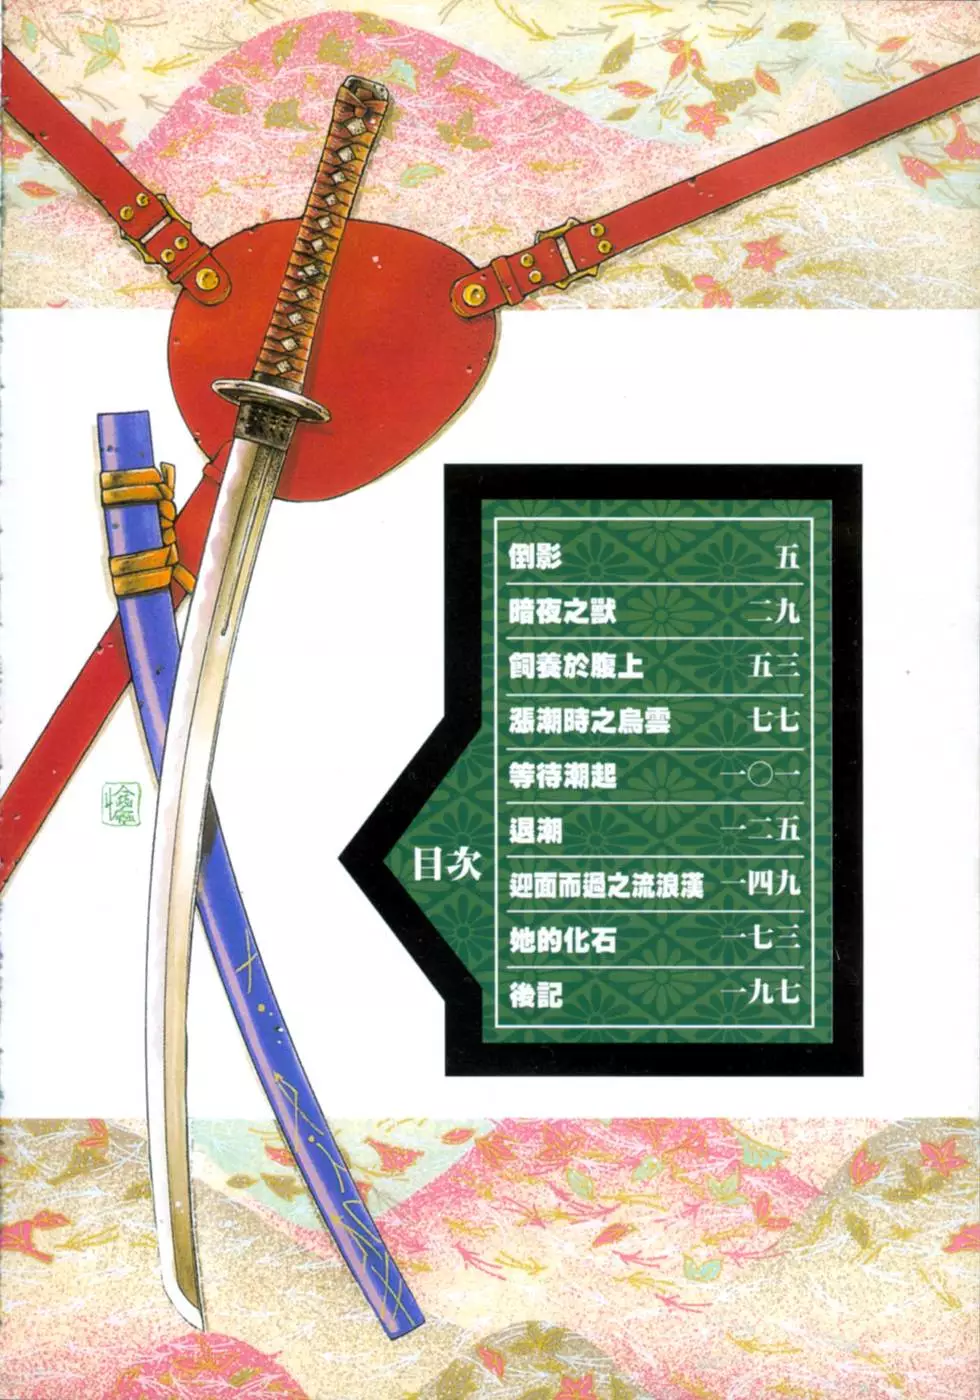 倒影 五
暗夜之獸 二九
飼養於腹上 五三
漲潮時之烏雲 七七
等待潮起 一〇一
退潮 一二五
目次
迎面而過之流浪漢 一四九
她的化石 一七三
後記 一九七